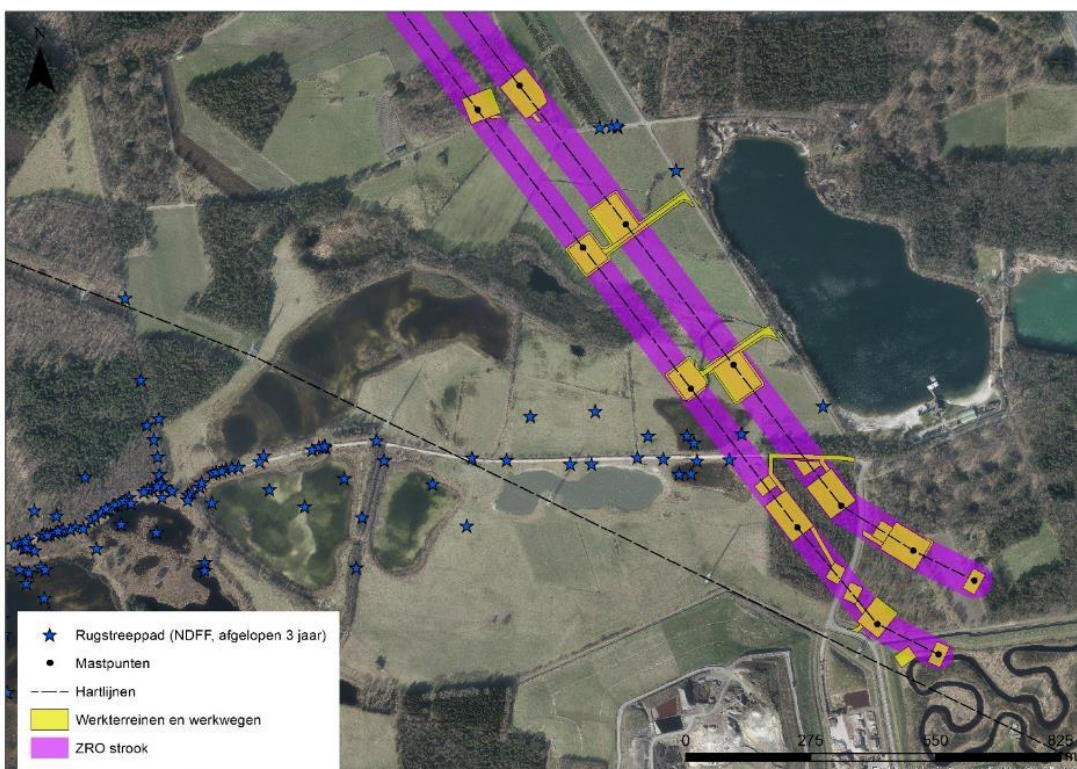 N
Rugstreeppad (NDFF, afgelopen 3 jaar)
Mastpunten
Hartlijnen
Werkterreinen en werkwegen
ZRO strook
0 275 550 825